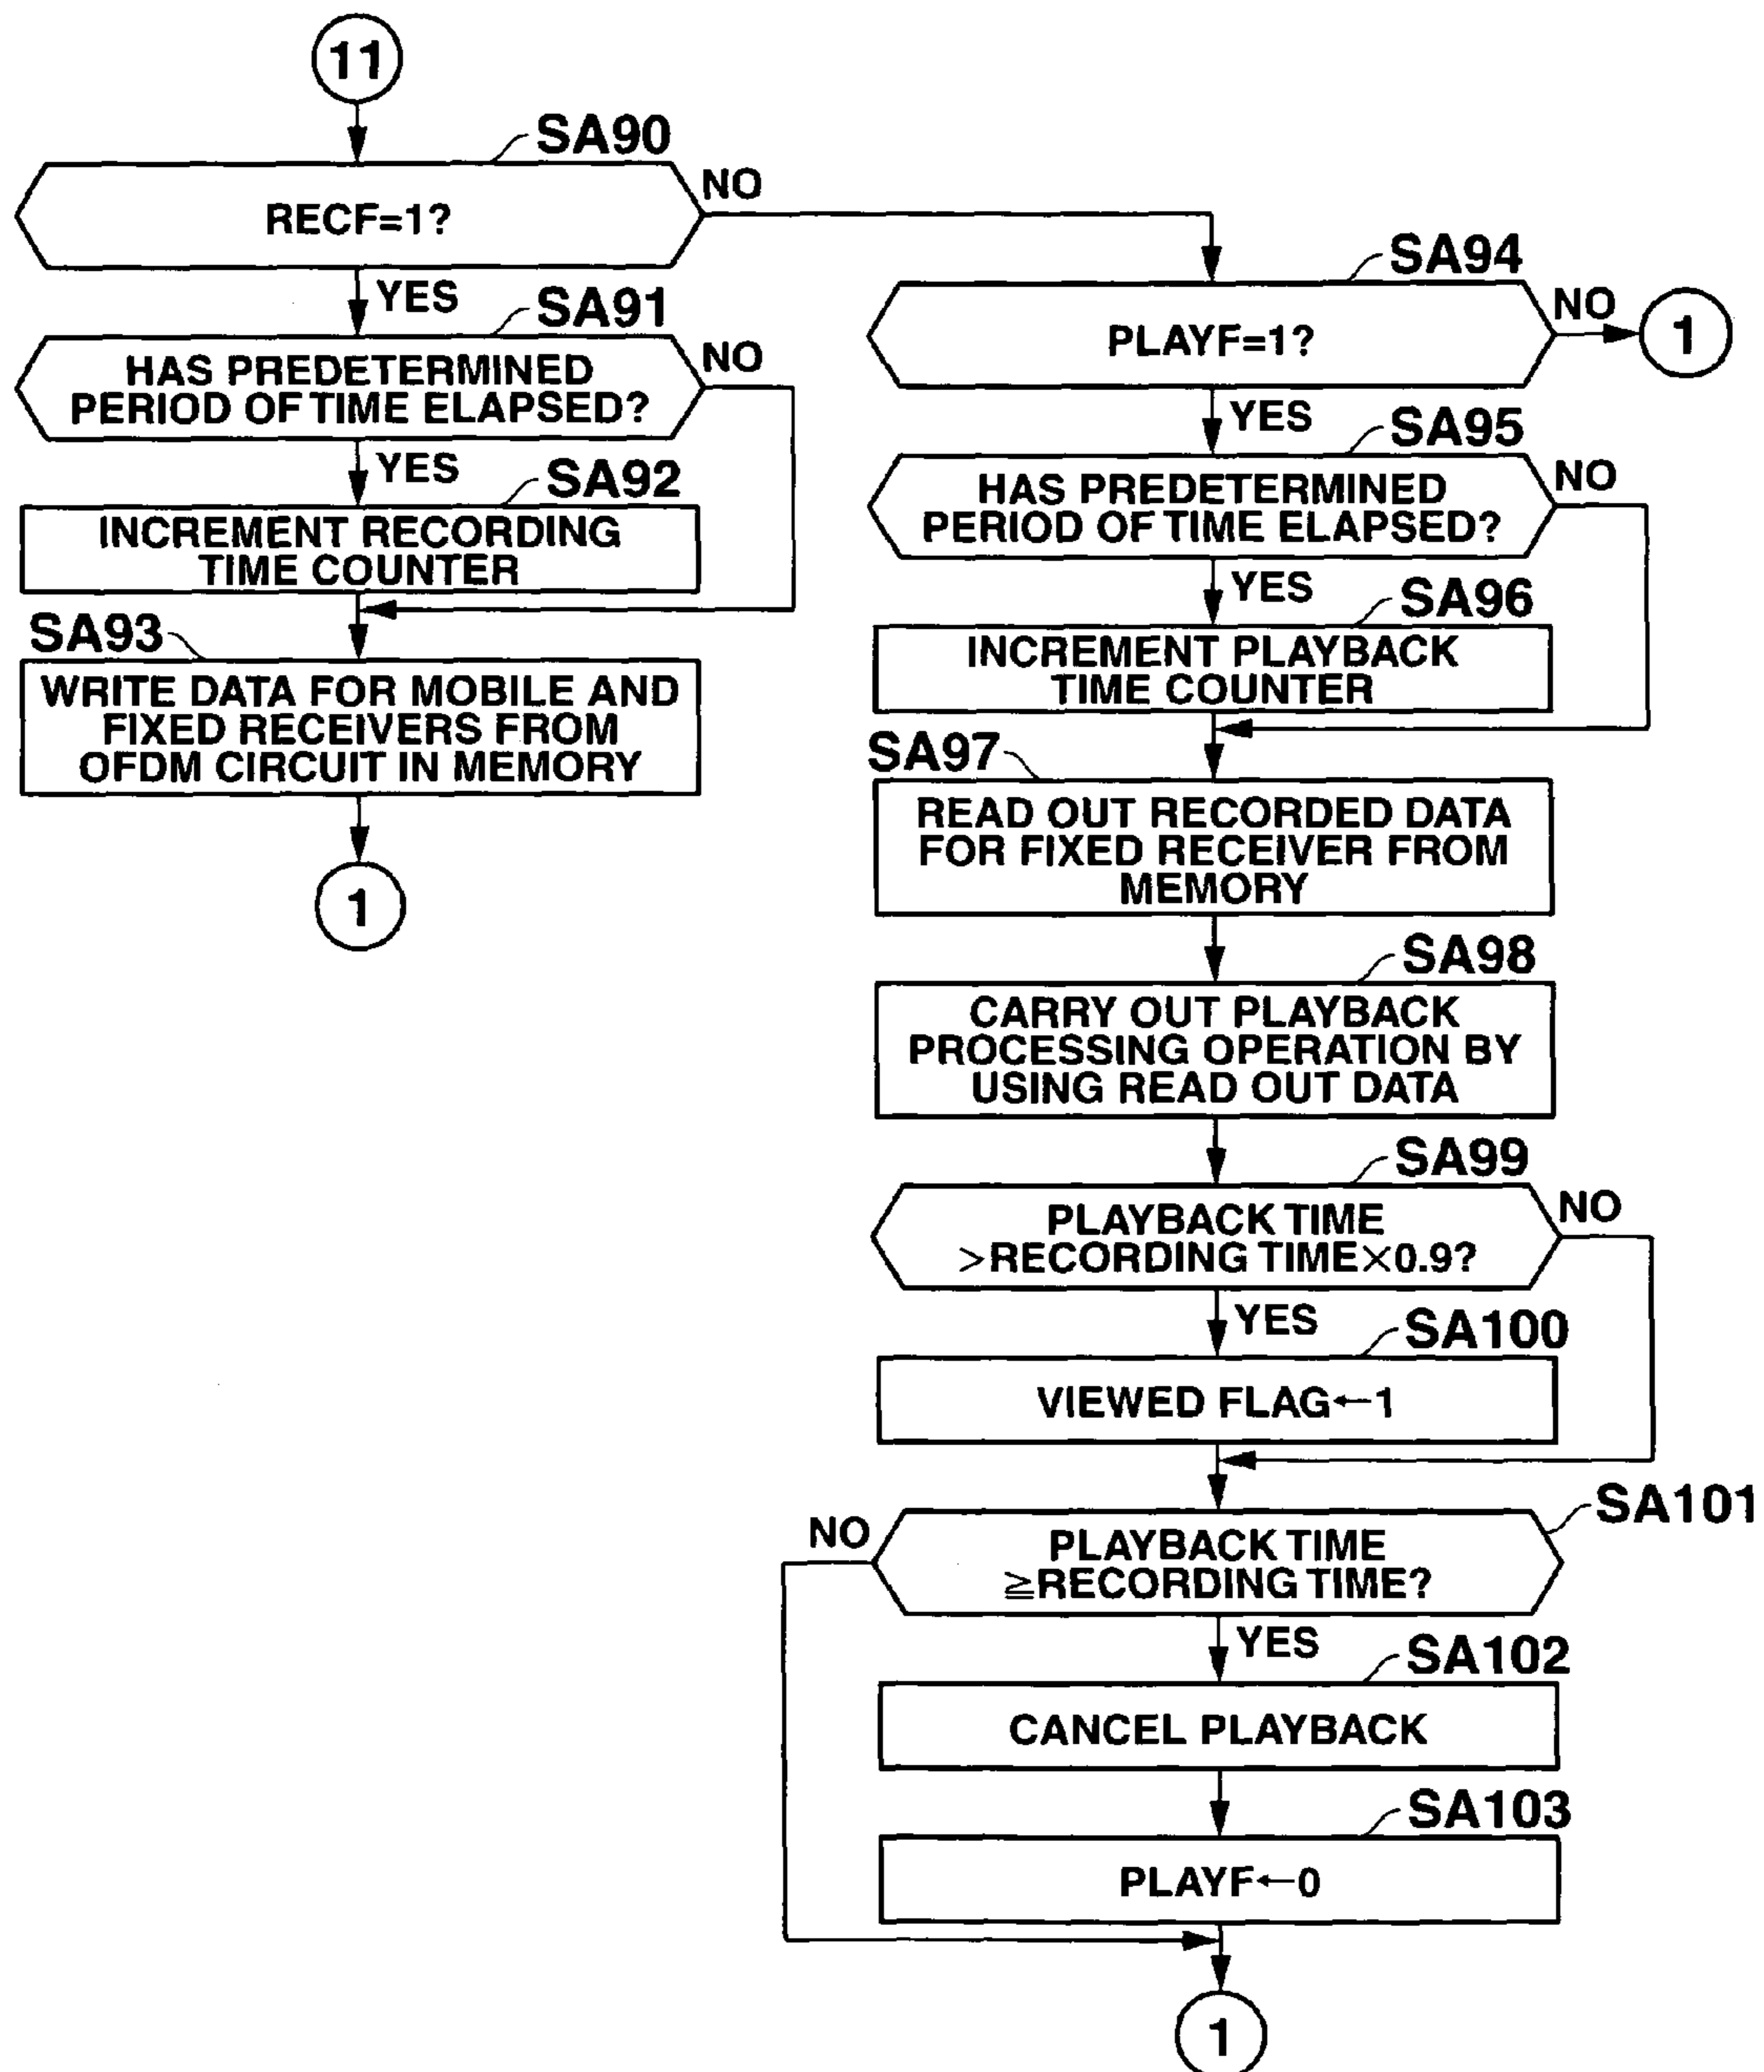 11
SA90
RECF=1?
NO
YES
SA91
HAS PREDETERMINED
PERIOD OF TIME ELAPSED?
NO
YES
SA92
INCREMENT RECORDING
TIME COUNTER
SA93
WRITE DATA FOR MOBILE AND
FIXED RECEIVERS FROM
OFDM CIRCUIT IN MEMORY
1
SA94
PLAYF=1?
NO
1
YES
SA95
HAS PREDETERMINED
PERIOD OF TIME ELAPSED?
NO
YES
SA96
INCREMENT PLAYBACK
TIME COUNTER
SA97
READ OUT RECORDED DATA
FOR FIXED RECEIVER FROM
MEMORY
SA98
CARRY OUT PLAYBACK
PROCESSING OPERATION BY
USING READ OUT DATA
SA99
PLAYBACK TIME
>RECORDING TIME×0.9?
NO
YES
SA100
VIEWED FLAG←1
SA101
PLAYBACK TIME
≧RECORDING TIME?
NO
YES
SA102
CANCEL PLAYBACK
SA103
PLAYF←0
1